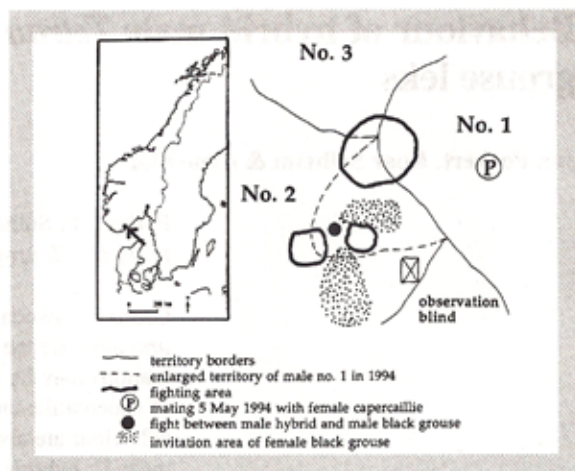 No. 3
No. 1
P
No. 2
observation
blind
territory borders
enlarged territory of male no. 1 in 1994
fighting area
P mating 5 May 1994 with female capercaillie
fight between male hybrid and male black grouse
invitation area of female black grouse